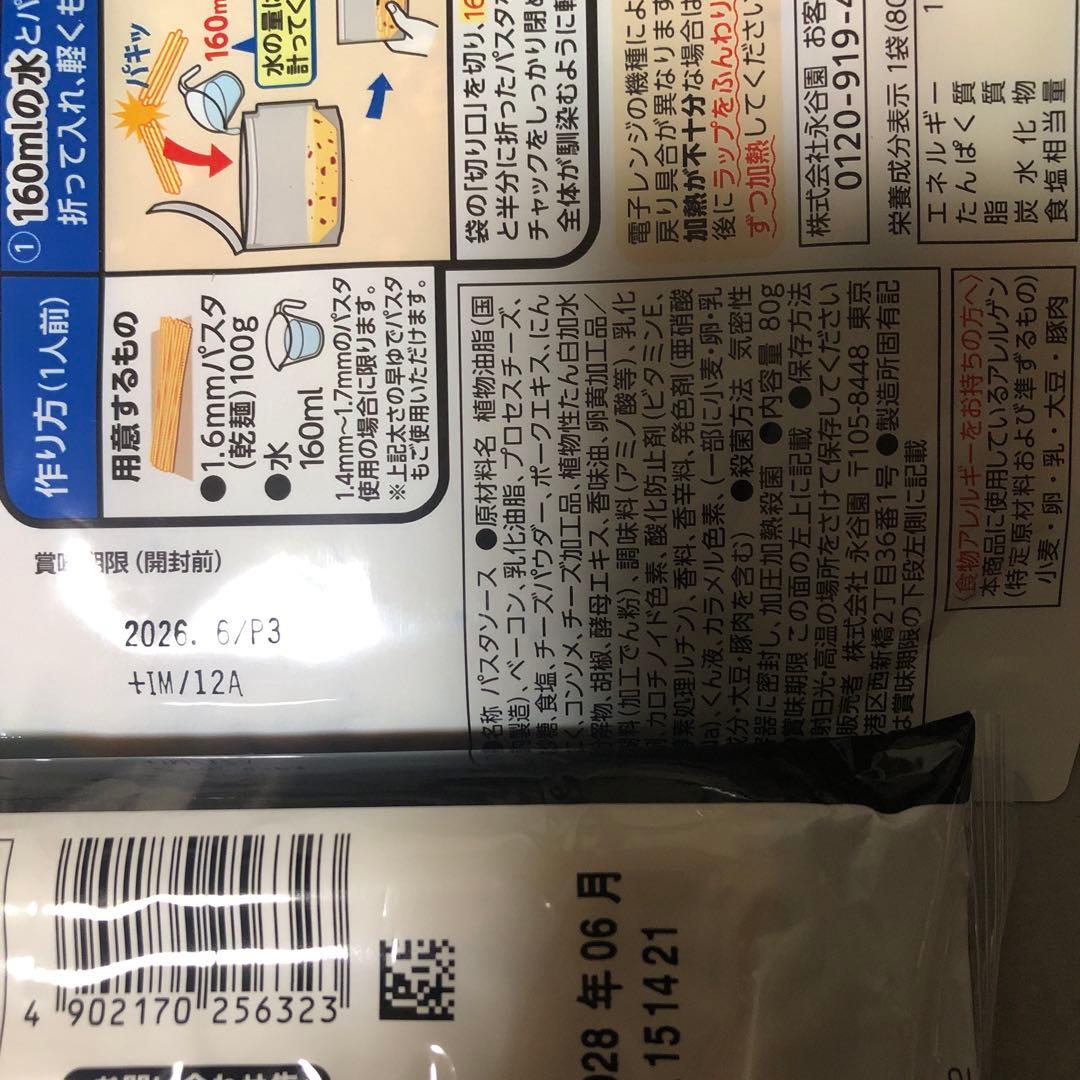 ① 160mlの水とパ
折って入れ、軽くも
パキッ
160m
水の量は
計ってく
袋の「切り口」を切り、16
と半分に折ったパスタ
チャックをしっかり閉め
全体が馴染むように軽
電子レンジの機種によ
戻り具合が異なります
加熱が不十分な場合は
後にラップをふんわり
ずつ加熱してください
株式会社永谷園 お客
0120-919-4
栄養成分表示 1袋(80
エネルギー 1
たんぱく質
脂質
炭水化物
食塩相当量
作り方(1人前)
用意するもの
●1.6mmパスタ
(乾麺)100g
●水
160ml
1.4mm〜1.7mmのパスタ
使用の場合に限ります。
※上記太さの早ゆでパスタ
もご使用いただけます。
賞味期限(開封前)
2026. 6/P3
+IM/12A
名称 パスタソース ●原材料名 植物油脂(国
製造)、ベーコン、乳化油脂、プロセスチーズ、
糖、食塩、チーズパウダー、ポークエキス、にん
く、コンソメ、チーズ加工品、植物性たん白加水
解物、胡椒、酵母エキス、香味油、卵黄加工品/
料(加工でん粉)、調味料(アミノ酸等)、乳化
、カロチノイド色素、酸化防止剤(ビタミンE、
素処理ルチン)、香料、香辛料、発色剤(亜硝酸
Na)、くん液、カラメル色素、(一部に小麦・卵・乳
成分・大豆・豚肉を含む) ●殺菌方法 気密性
容器に密封し、加圧加熱殺菌 ●内容量 80g
賞味期限 この面の左上に記載 ●保存方法
射日光・高温の場所をさけて保存してください
販売者 株式会社 永谷園 〒105-8448 東京
港区西新橋2丁目36番1号 ●製造所固有記
は賞味期限の下段左側に記載
〈食物アレルギーをお持ちの方へ〉
本商品に使用しているアレルゲン
(特定原材料および準ずるもの)
小麦・卵・乳・大豆・豚肉
4 902170 256323
028 年 06 月
151421